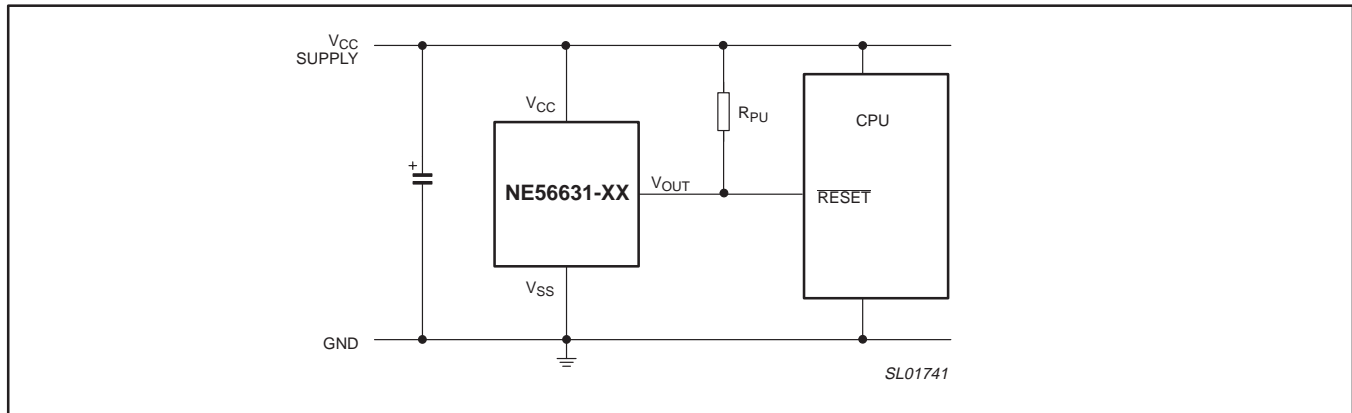 VCC
SUPPLY
VCC
RPU
CPU
NE56631-XX
VOUT
RESET
VSS
GND
SL01741